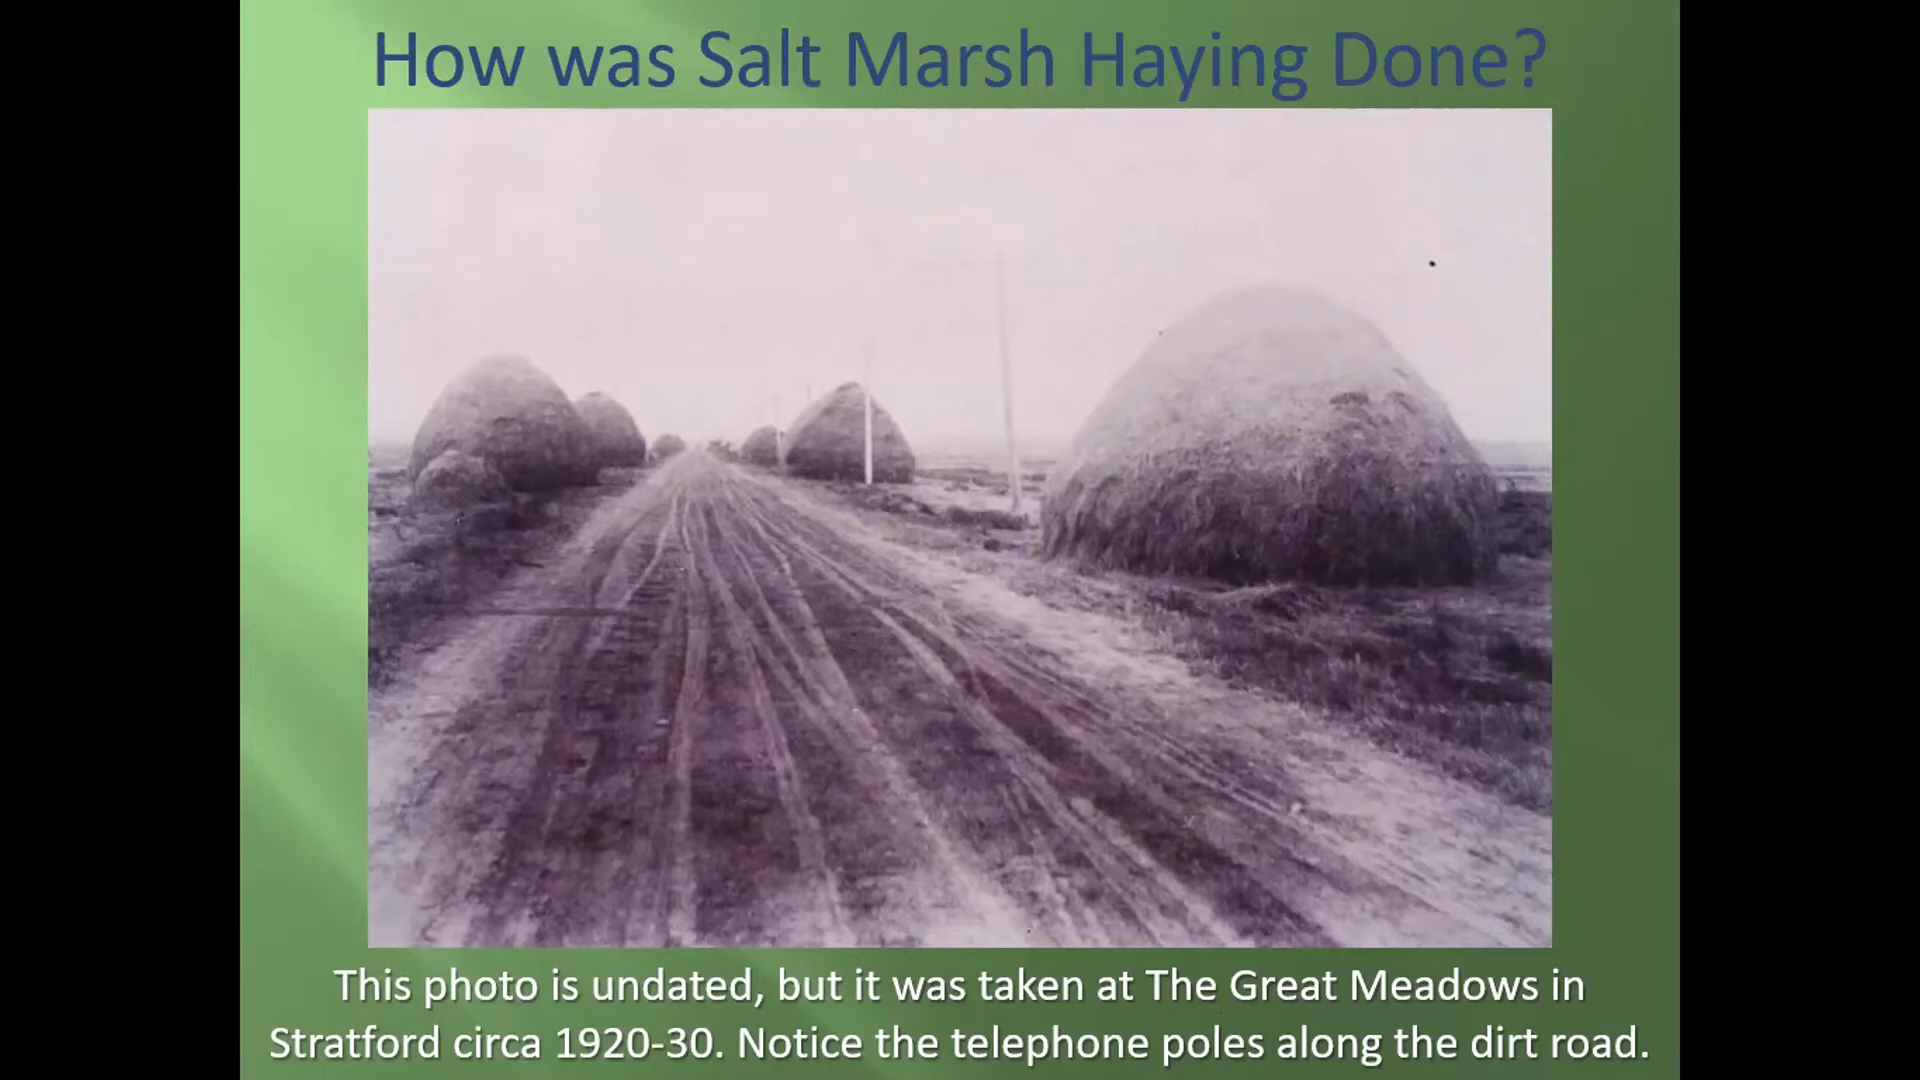 How was Salt Marsh Haying Done?
This photo is undated, but it was taken at The Great Meadows in
Stratford circa 1920-30. Notice the telephone poles along the dirt road.